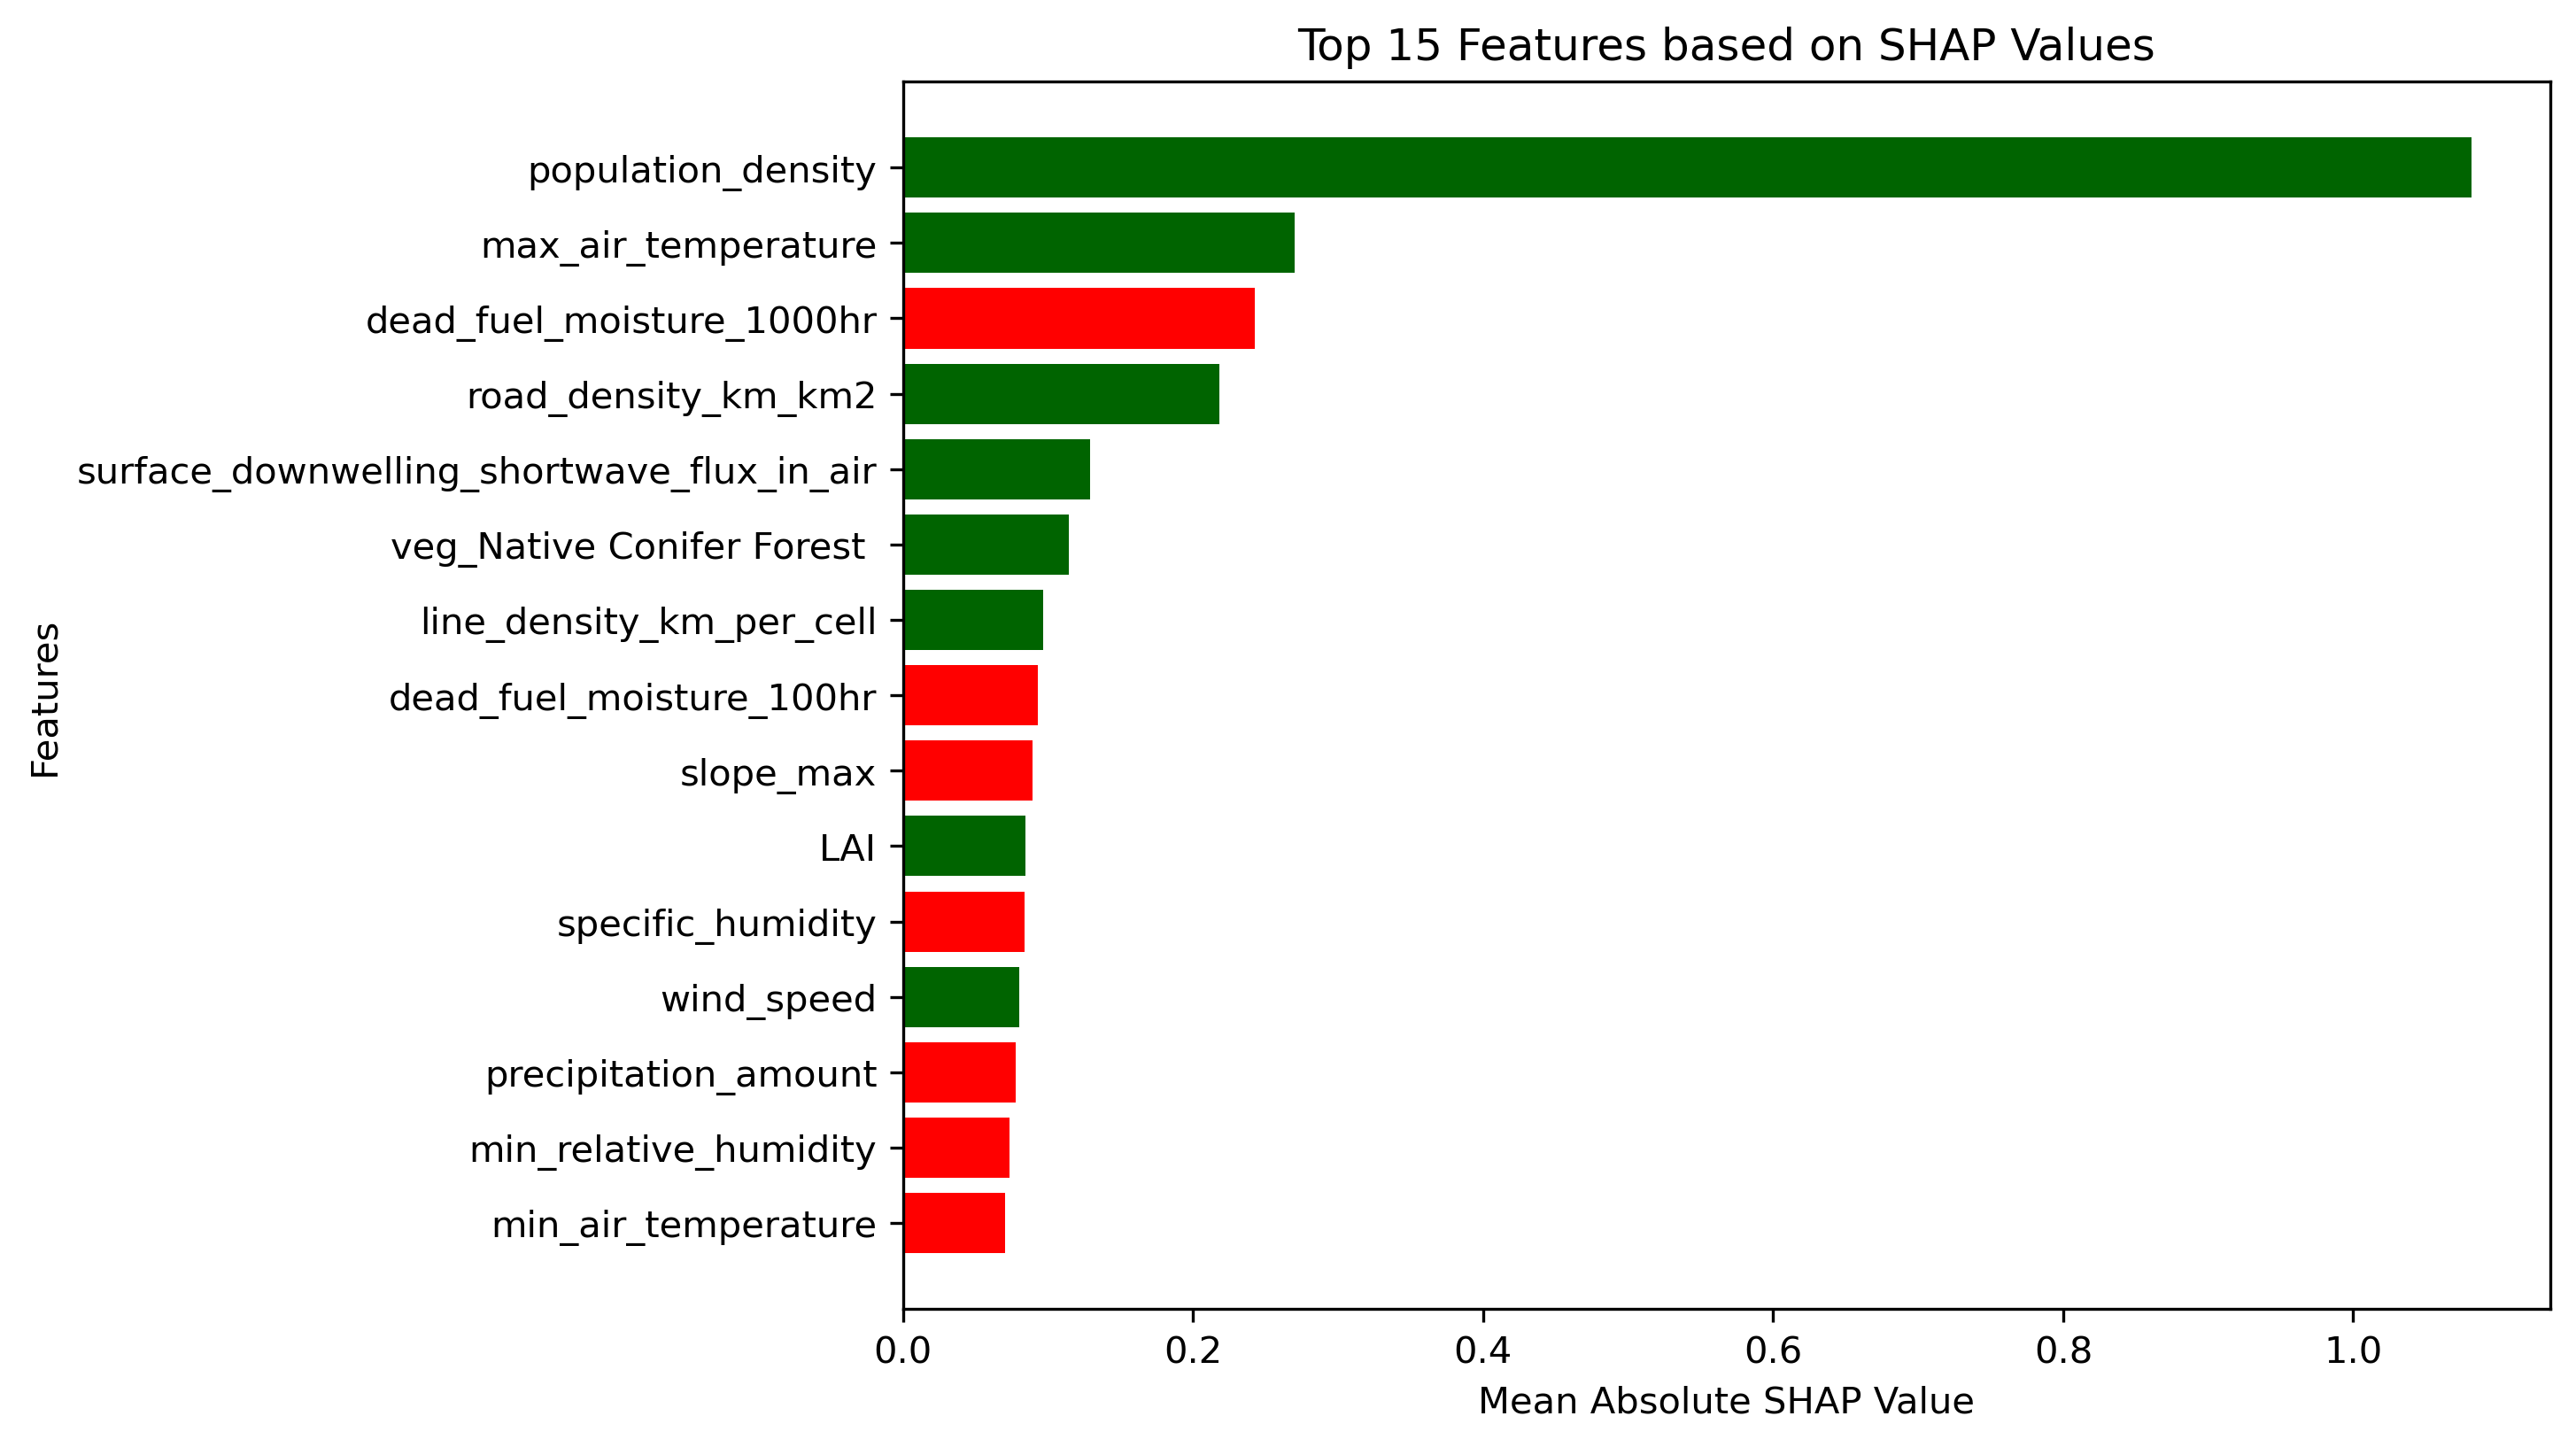 Top 15 Features based on SHAP Values
Features
population_density
max_air_temperature
dead_fuel_moisture_1000hr
road_density_km_km2
surface_downwelling_shortwave_flux_in_air
veg_Native Conifer Forest
line_density_km_per_cell
dead_fuel_moisture_100hr
slope_max
LAI
specific_humidity
wind_speed
precipitation_amount
min_relative_humidity
min_air_temperature
0.0 0.2 0.4 0.6 0.8 1.0
Mean Absolute SHAP Value